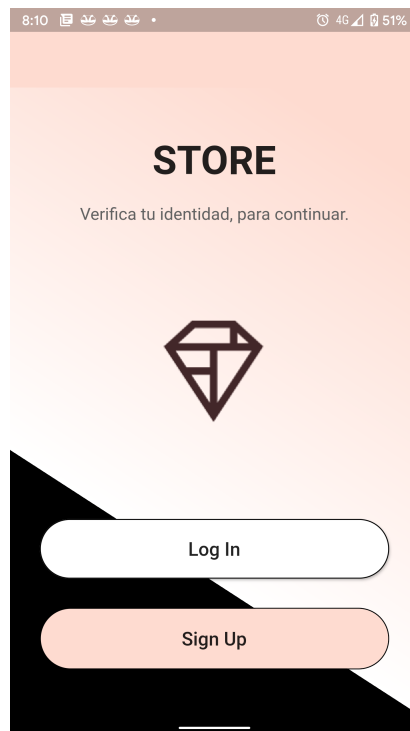 8:10 4G 51%
STORE
Verifica tu identidad, para continuar.
Log In
Sign Up